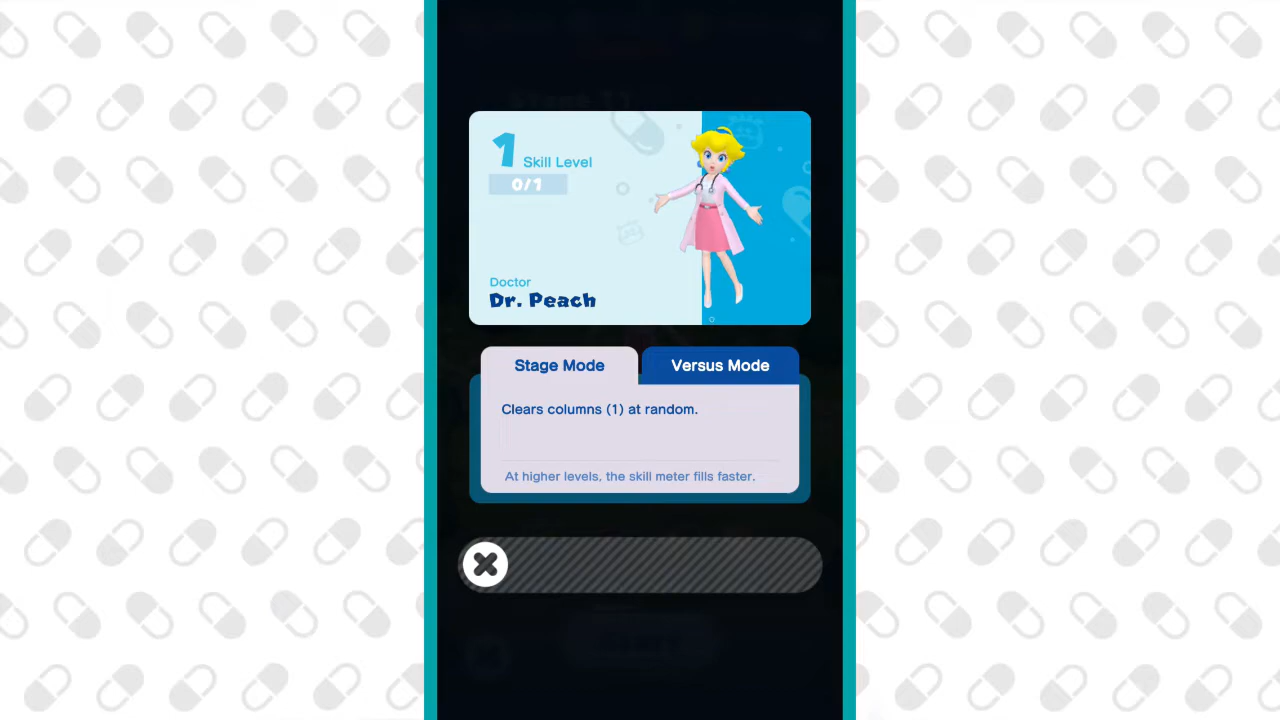 1 Skill Level
0/1
Doctor
Dr. Peach
Stage Mode
Versus Mode
Clears columns (1) at random.
At higher levels, the skill meter fills faster.